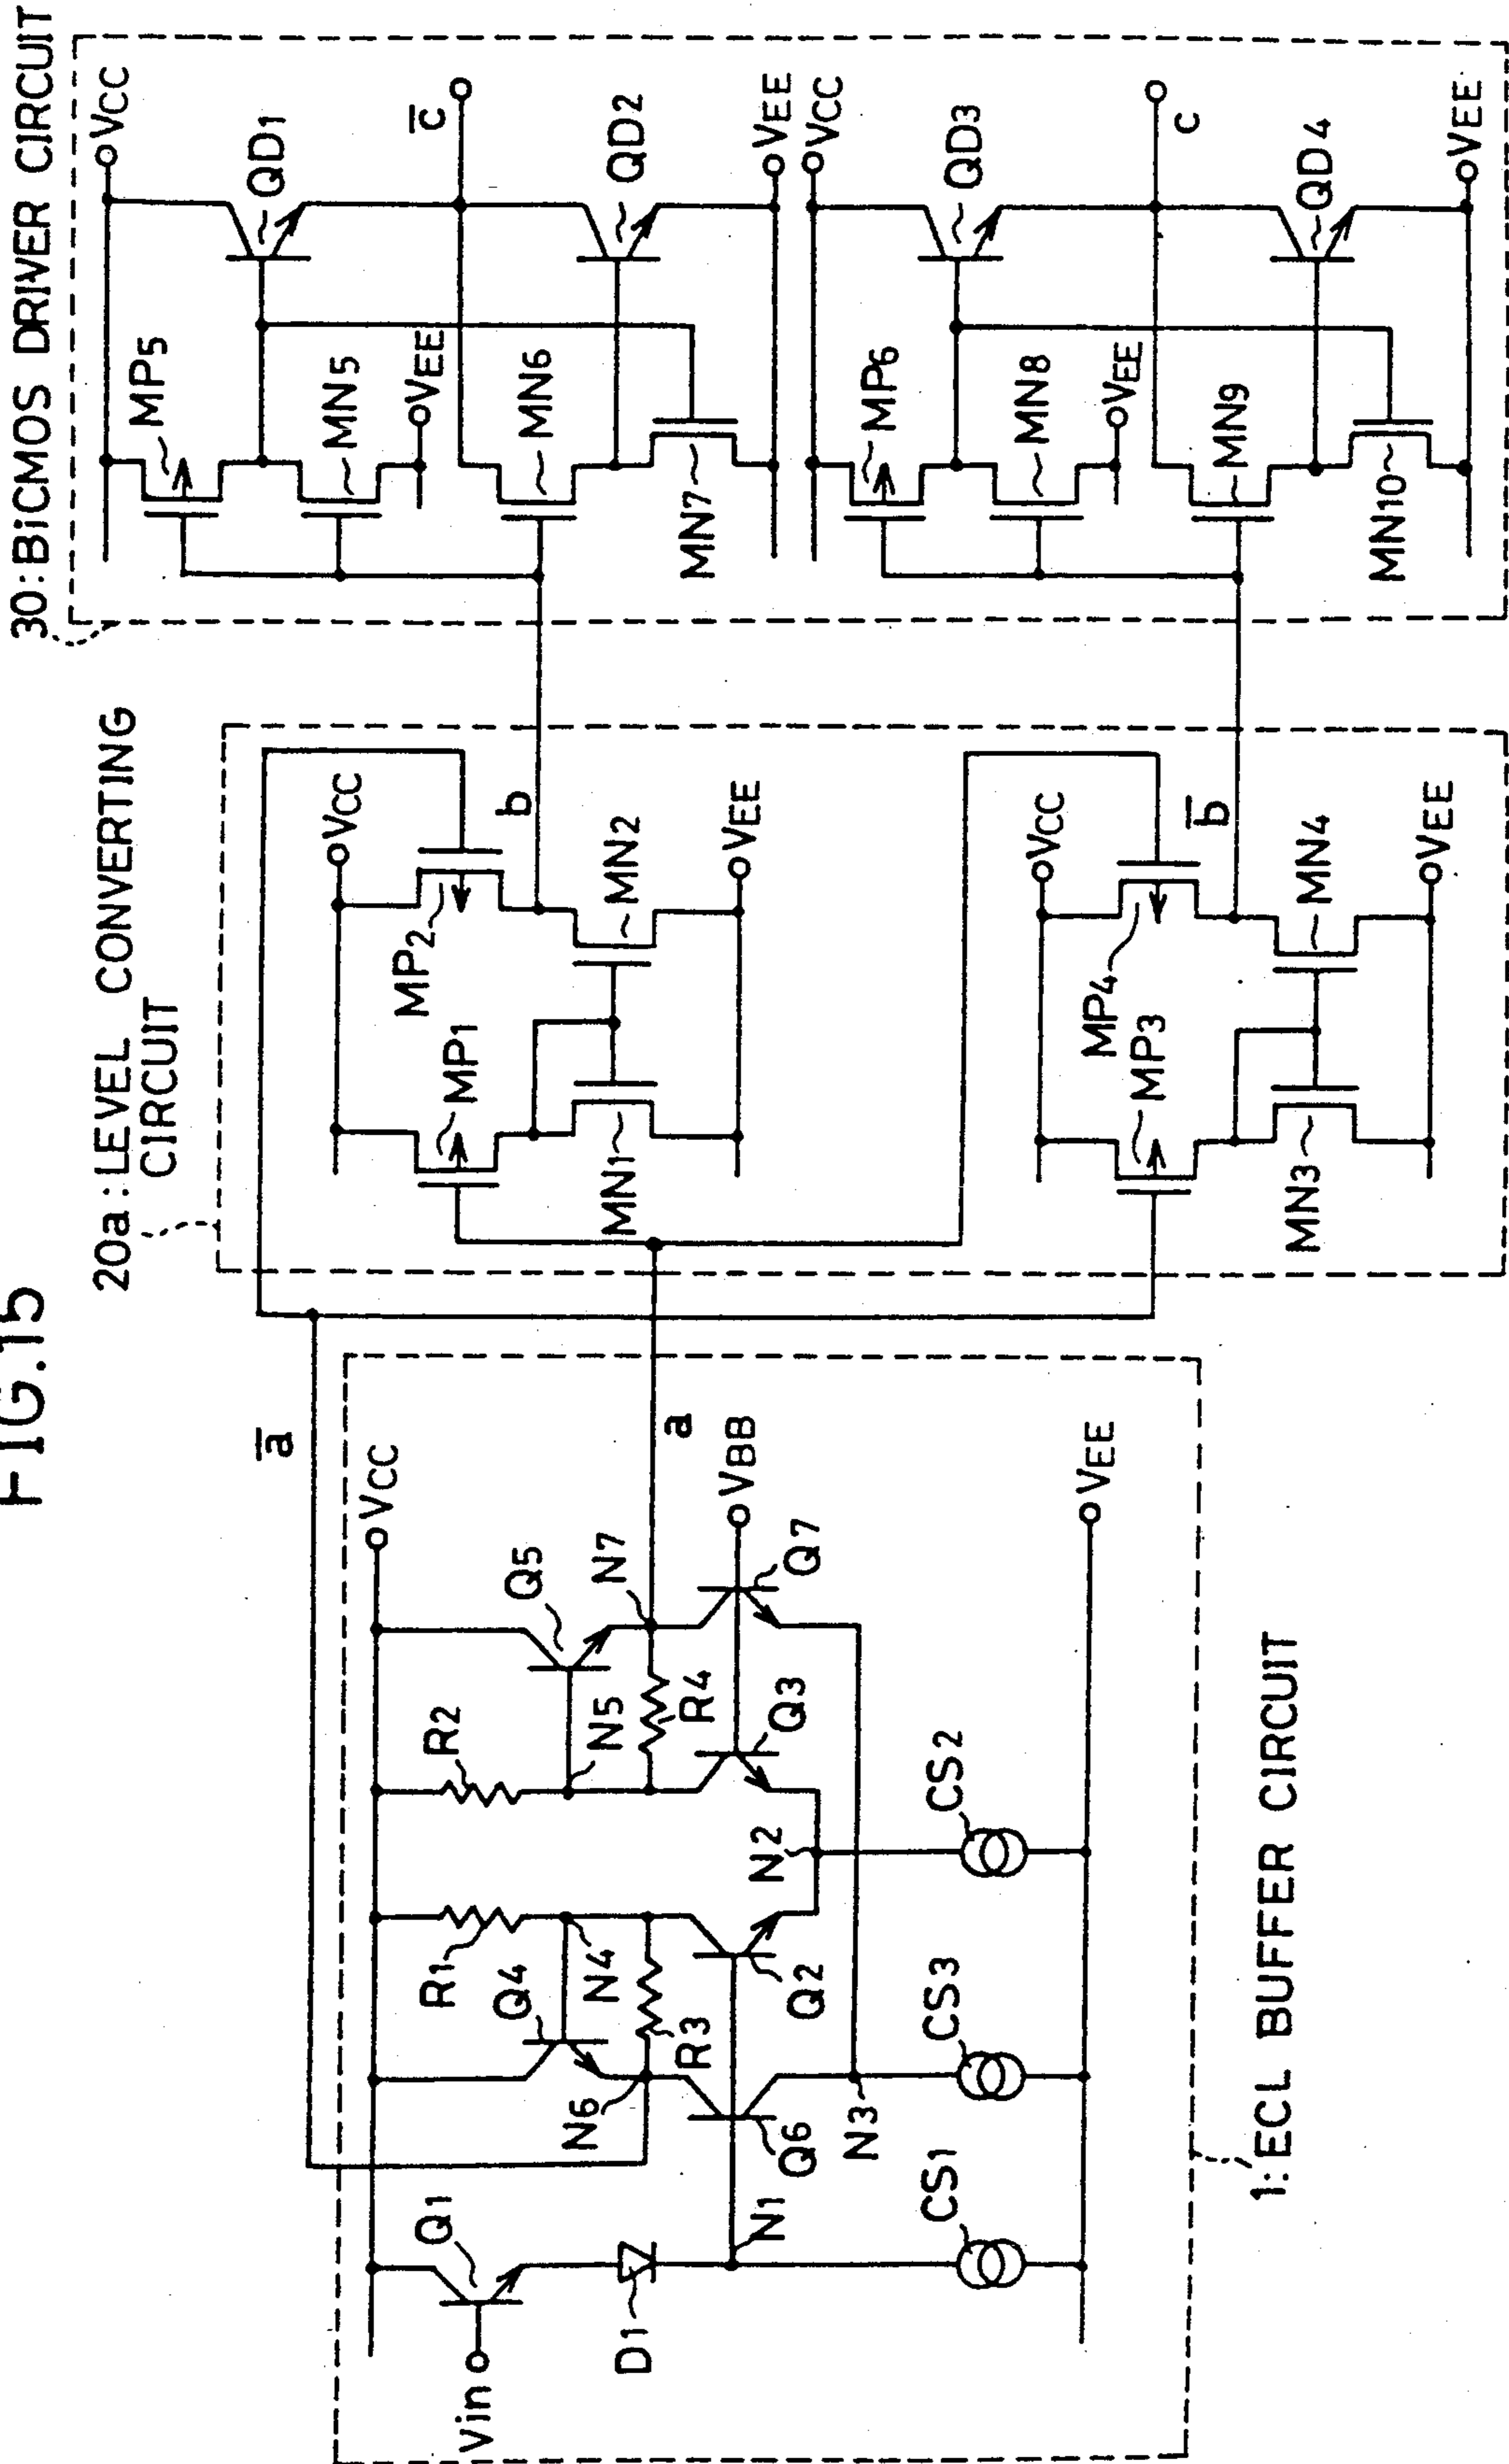 FIG.15
30:BiCMOS DRIVER CIRCUIT
20a:LEVEL CONVERTING
CIRCUIT
1:ECL BUFFER CIRCUIT
Vin
Q1
D1
N1
CS1
VCC
R1
Q4
N4
N6
R3
Q6
Q2
N3
CS3
R2
Q5
N5
N7
R4
Q3
Q7
N2
CS2
VBB
VEE
a̅
a
VCC
MP1
MP2
MN1
MN2
VEE
b
VCC
MP3
MP4
MN3
MN4
VEE
b̅
VCC
MP5
QD1
MN5
VEE
c̅
MN6
QD2
MN7
VEE
VCC
MP6
QD3
MN8
VEE
c
MN9
QD4
MN10
VEE